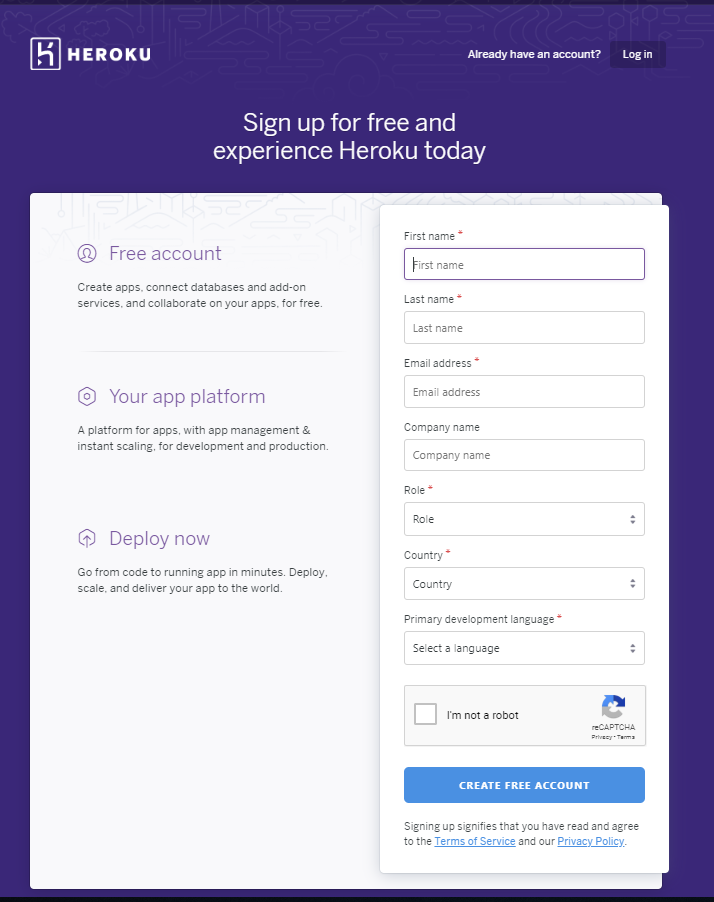 HEROKU
Already have an account?
Log in
Sign up for free and
experience Heroku today
Free account
Create apps, connect databases and add-on
services, and collaborate on your apps, for free.
Your app platform
A platform for apps, with app management &
instant scaling, for development and production.
Deploy now
Go from code to running app in minutes. Deploy,
scale, and deliver your app to the world.
First name *
First name
Last name *
Last name
Email address *
Email address
Company name
Company name
Role *
Role
Country *
Country
Primary development language *
Select a language
I'm not a robot
reCAPTCHA
Privacy - Terms
CREATE FREE ACCOUNT
Signing up signifies that you have read and agree
to the Terms of Service and our Privacy Policy.